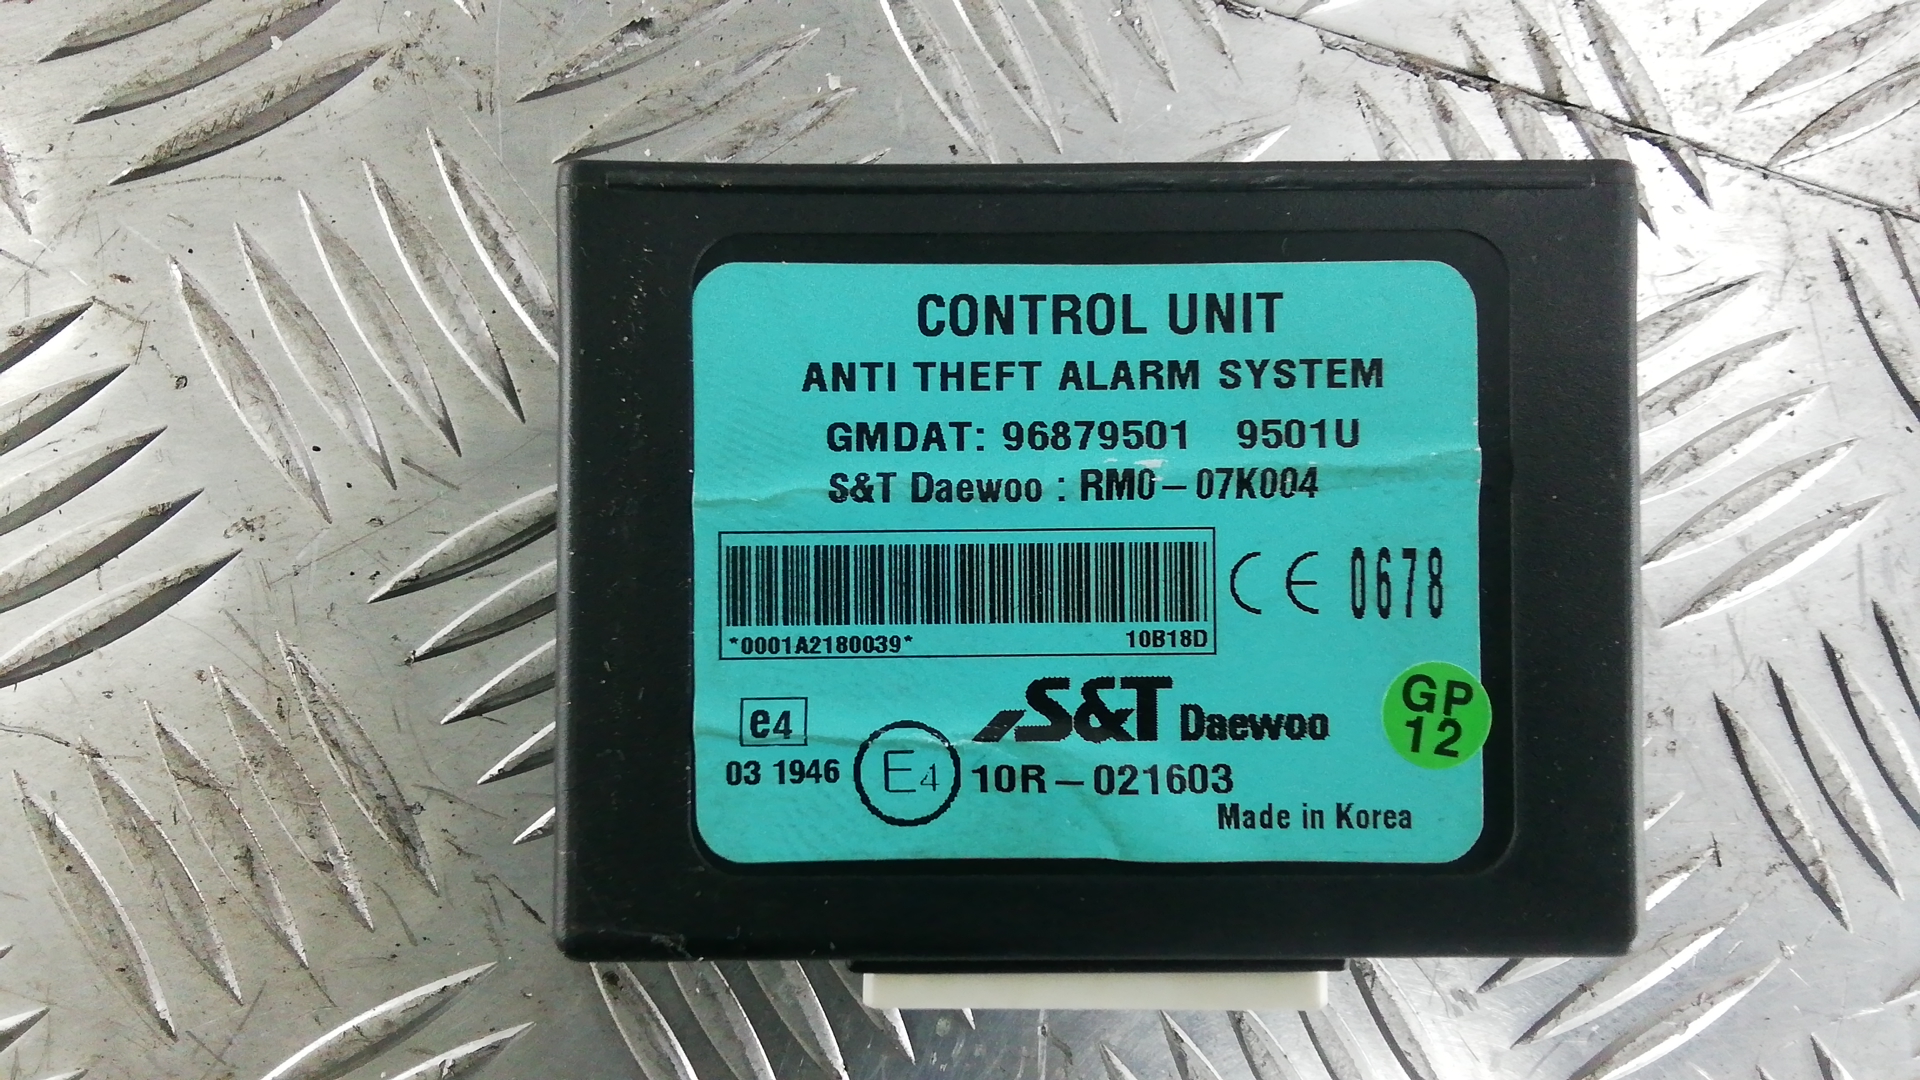 CONTROL UNIT
ANTI THEFT ALARM SYSTEM
GMDAT: 96879501 9501U
S&T Daewoo : RM0-07K004
*0001A2180039* 10B18D
CE 0678
e4
S&T Daewoo
GP
12
03 1946 E4 10R-021603
Made in Korea